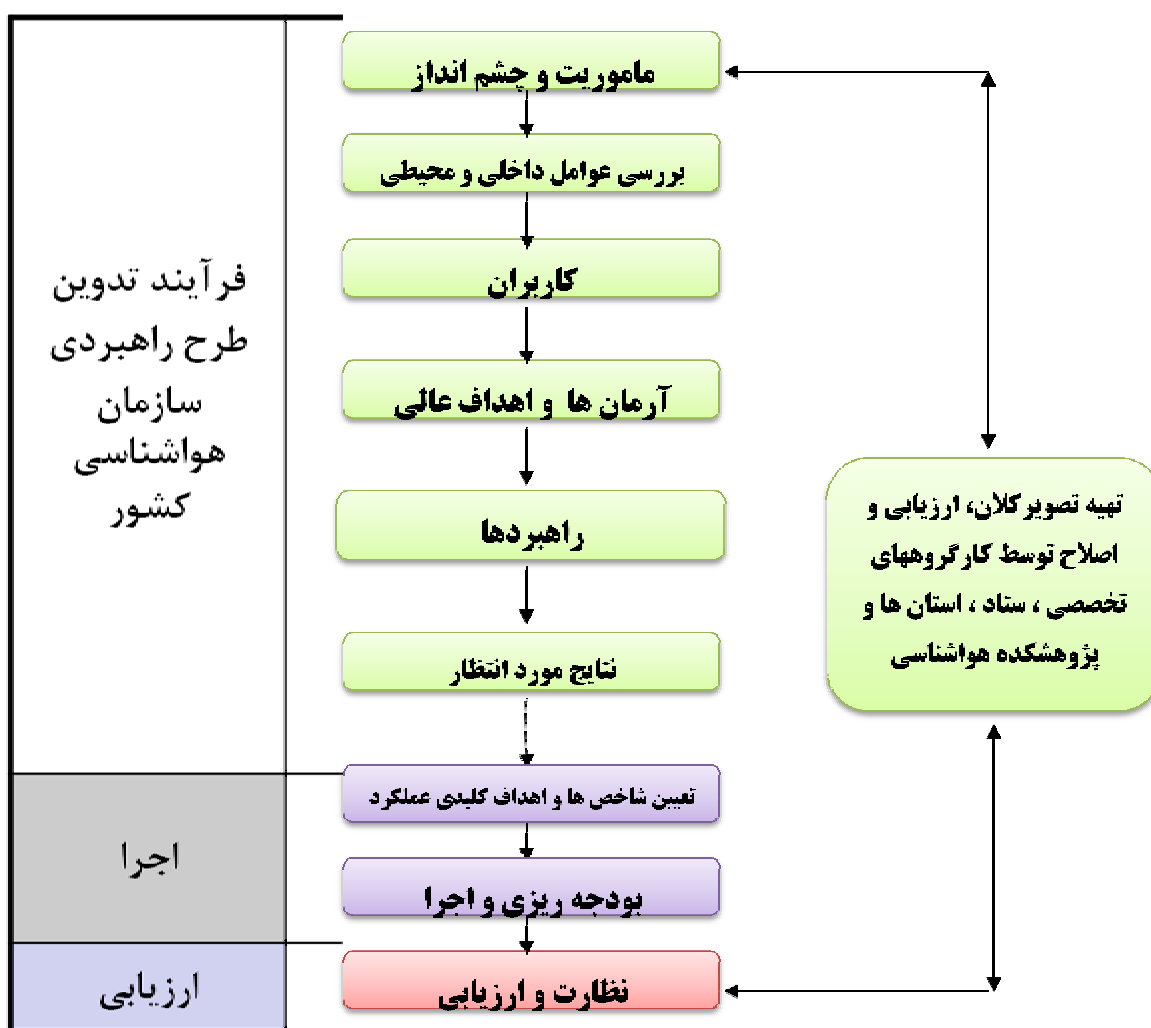 ماموریت و چشم انداز
بررسی عوامل داخلی و محیطی
کاربران
آرمان ها و اهداف عالی
راهبردها
نتایج مورد انتظار
تعیین شاخص ها و اهداف کلیدی عملکرد
بودجه ریزی و اجرا
نظارت و ارزیابی
تهیه تصویر کلان، ارزیابی و
اصلاح توسط کارگروههای
تخصصی ، ستاد ، استان ها و
پژوهشکده هواشناسی
فرآیند تدوین
طرح راهبردی
سازمان
هواشناسی
کشور
اجرا
ارزیابی